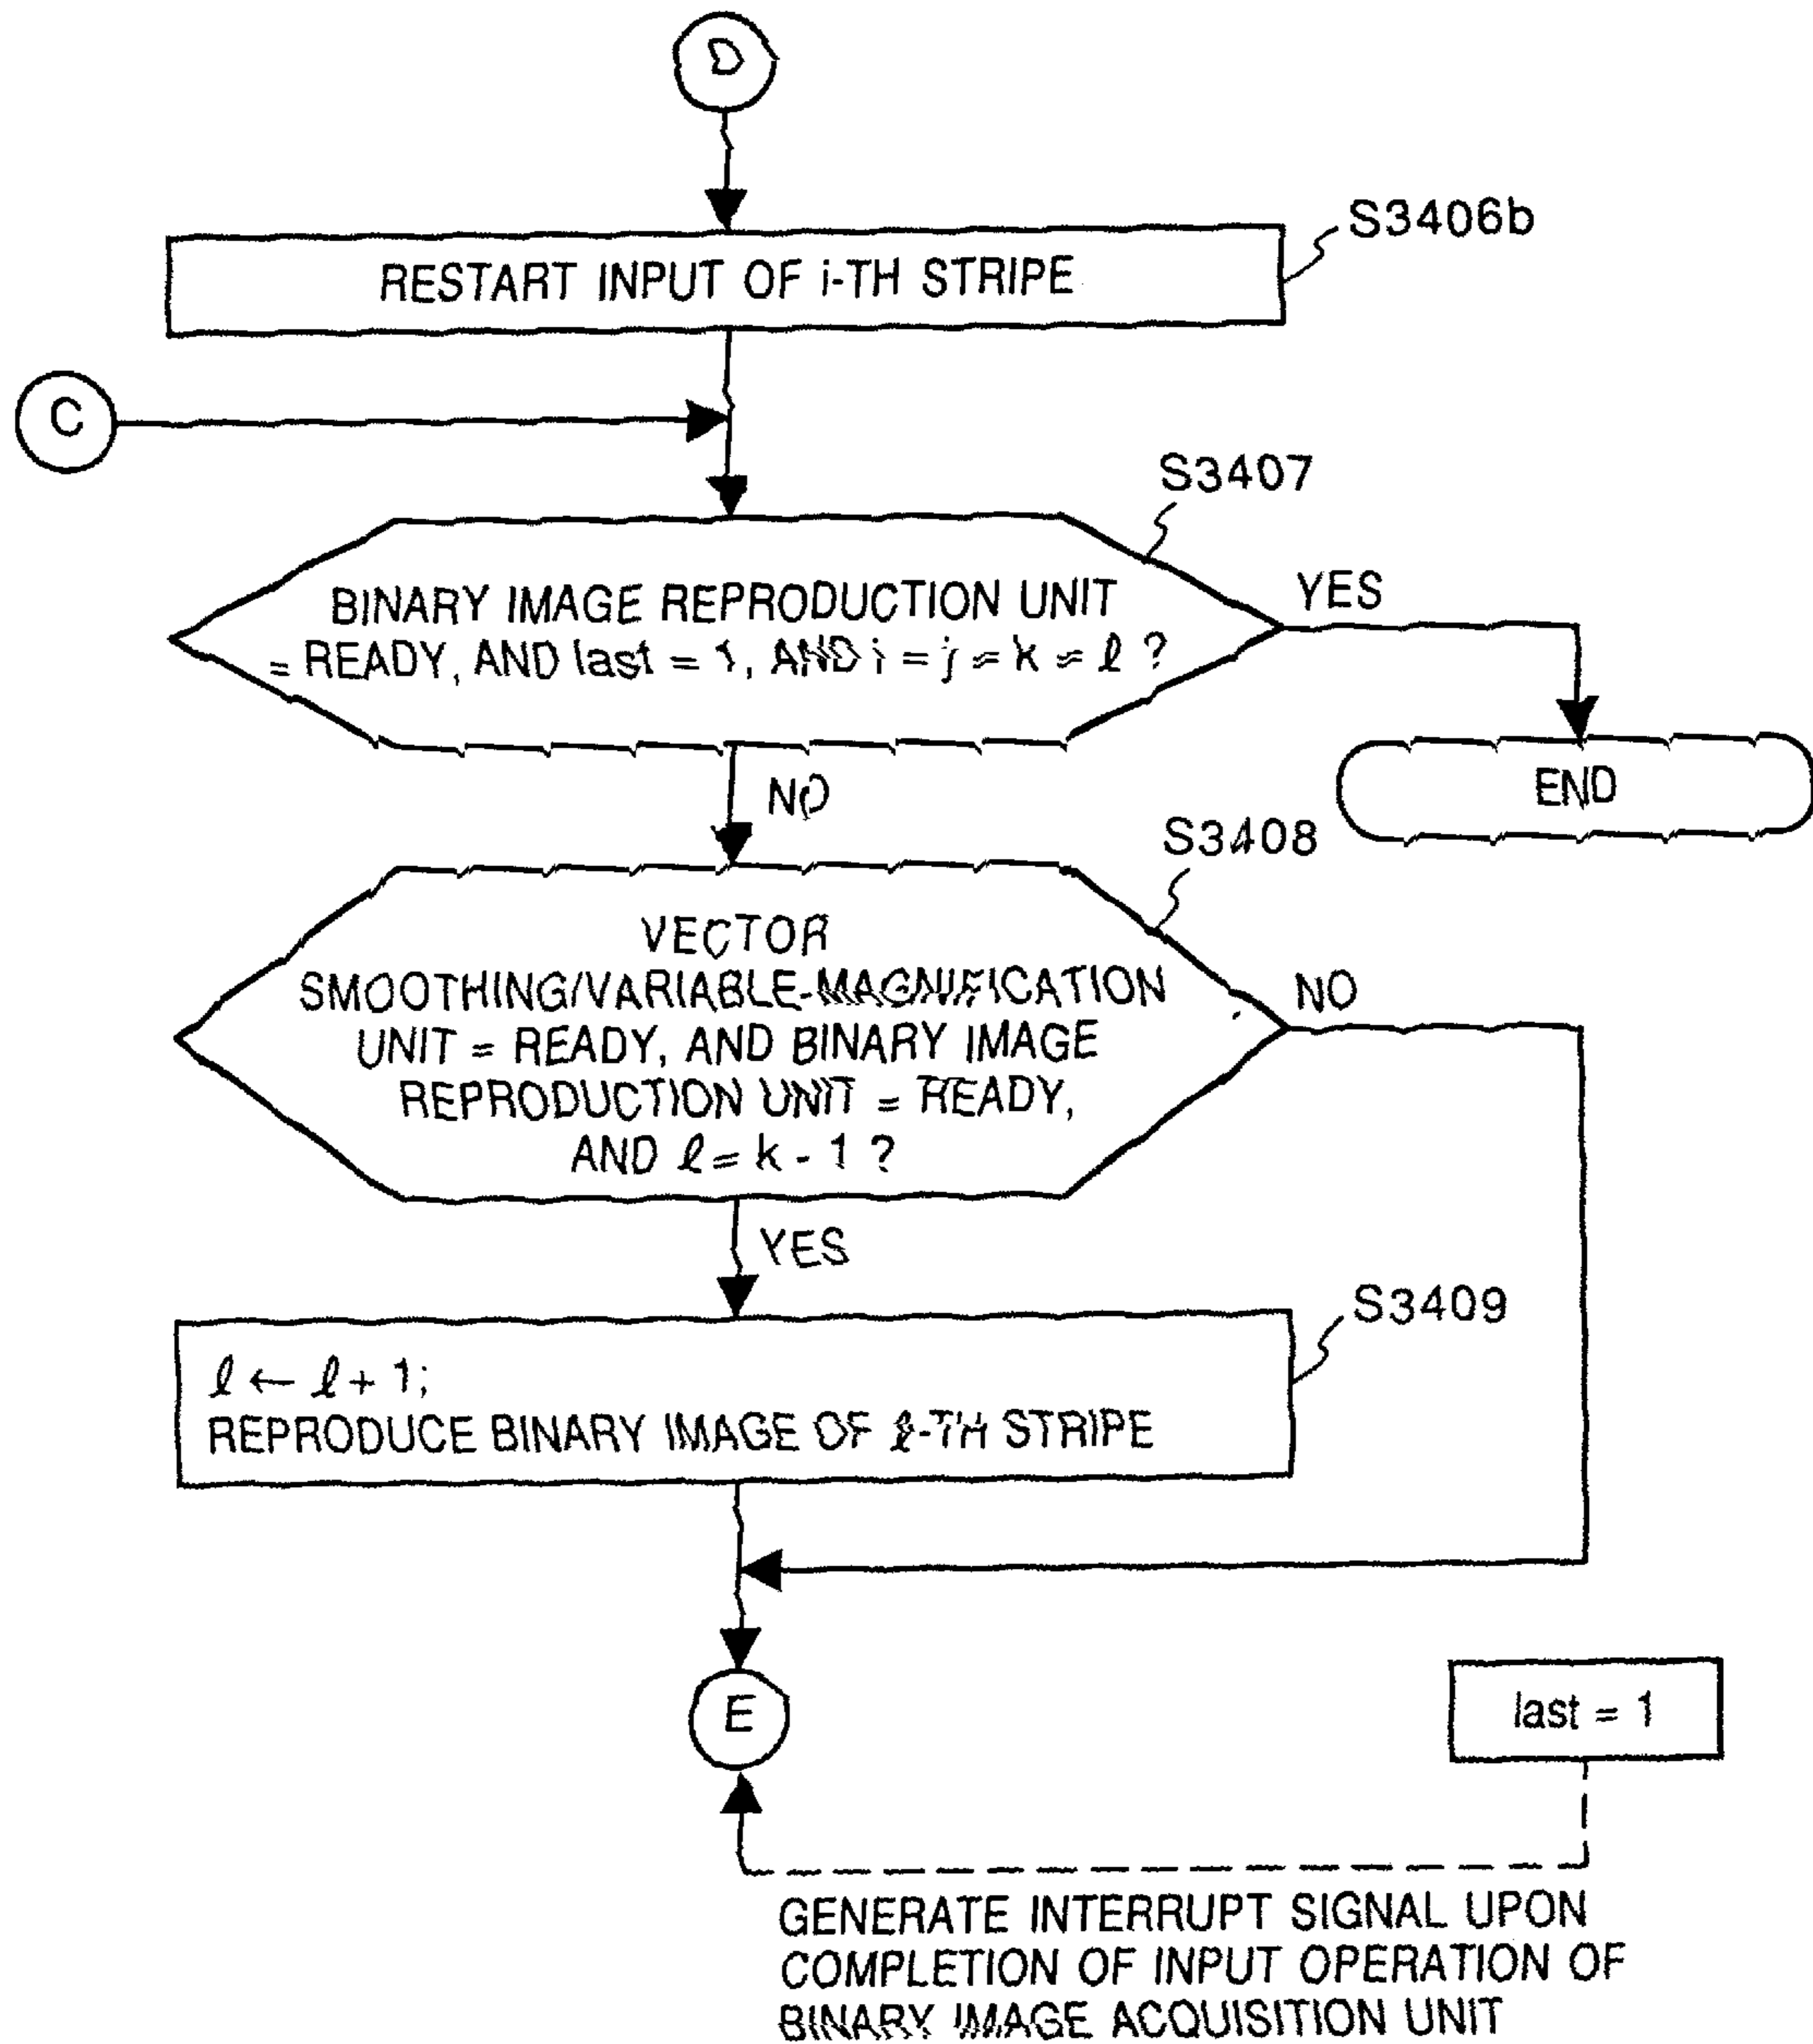 D
S3406b
RESTART INPUT OF i-TH STRIPE
C
S3407
BINARY IMAGE REPRODUCTION UNIT
= READY, AND last = 1, AND i = j = k = ℓ ?
YES
END
NO
S3408
VECTOR
SMOOTHING/VARIABLE-MAGNIFICATION
UNIT = READY, AND BINARY IMAGE
REPRODUCTION UNIT = READY,
AND ℓ = k - 1 ?
NO
YES
S3409
ℓ ← ℓ + 1;
REPRODUCE BINARY IMAGE OF ℓ-TH STRIPE
E
last = 1
GENERATE INTERRUPT SIGNAL UPON
COMPLETION OF INPUT OPERATION OF
BINARY IMAGE ACQUISITION UNIT